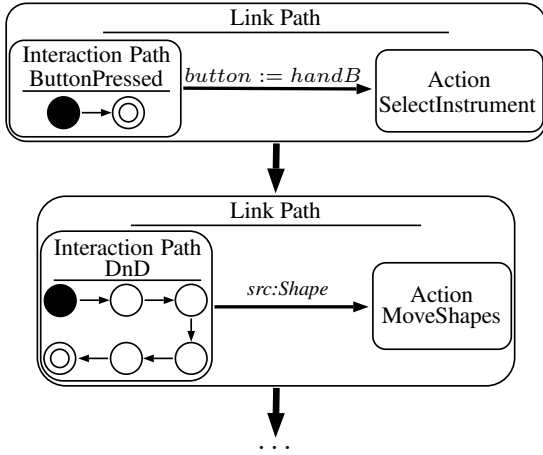 Link Path
Interaction Path
ButtonPressed
button := handB
Action
SelectInstrument
Link Path
Interaction Path
DnD
src:Shape
Action
MoveShapes
. . .